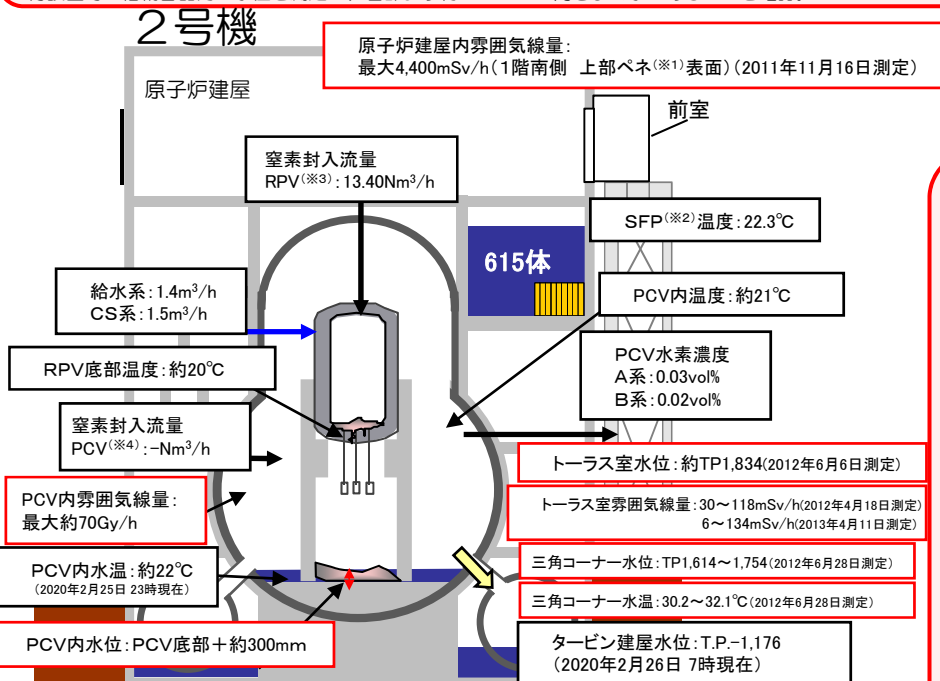 2号機
原子炉建屋内雰囲気線量:
最大4,400mSv/h(1階南側 上部ペネ(※1)表面)(2011年11月16日測定)
原子炉建屋
前室
窒素封入流量
RPV(※3):13.40Nm³/h
SFP(※2)温度:22.3℃
615体
給水系:1.4m³/h
CS系:1.5m³/h
PCV内温度:約21℃
RPV底部温度:約20℃
PCV水素濃度
A系:0.03vol%
B系:0.02vol%
窒素封入流量
PCV(※4):-Nm³/h
トーラス室水位:約TP1,834(2012年6月6日測定)
PCV内雰囲気線量:
最大約70Gy/h
トーラス室雰囲気線量:30~118mSv/h(2012年4月18日測定)
6~134mSv/h(2013年4月11日測定)
三角コーナー水位:TP1,614~1,754(2012年6月28日測定)
PCV内水温:約22℃
(2020年2月25日 23時現在)
三角コーナー水温:30.2~32.1℃(2012年6月28日測定)
PCV内水位:PCV底部+約300mm
タービン建屋水位:T.P.-1,176
(2020年2月26日 7時現在)